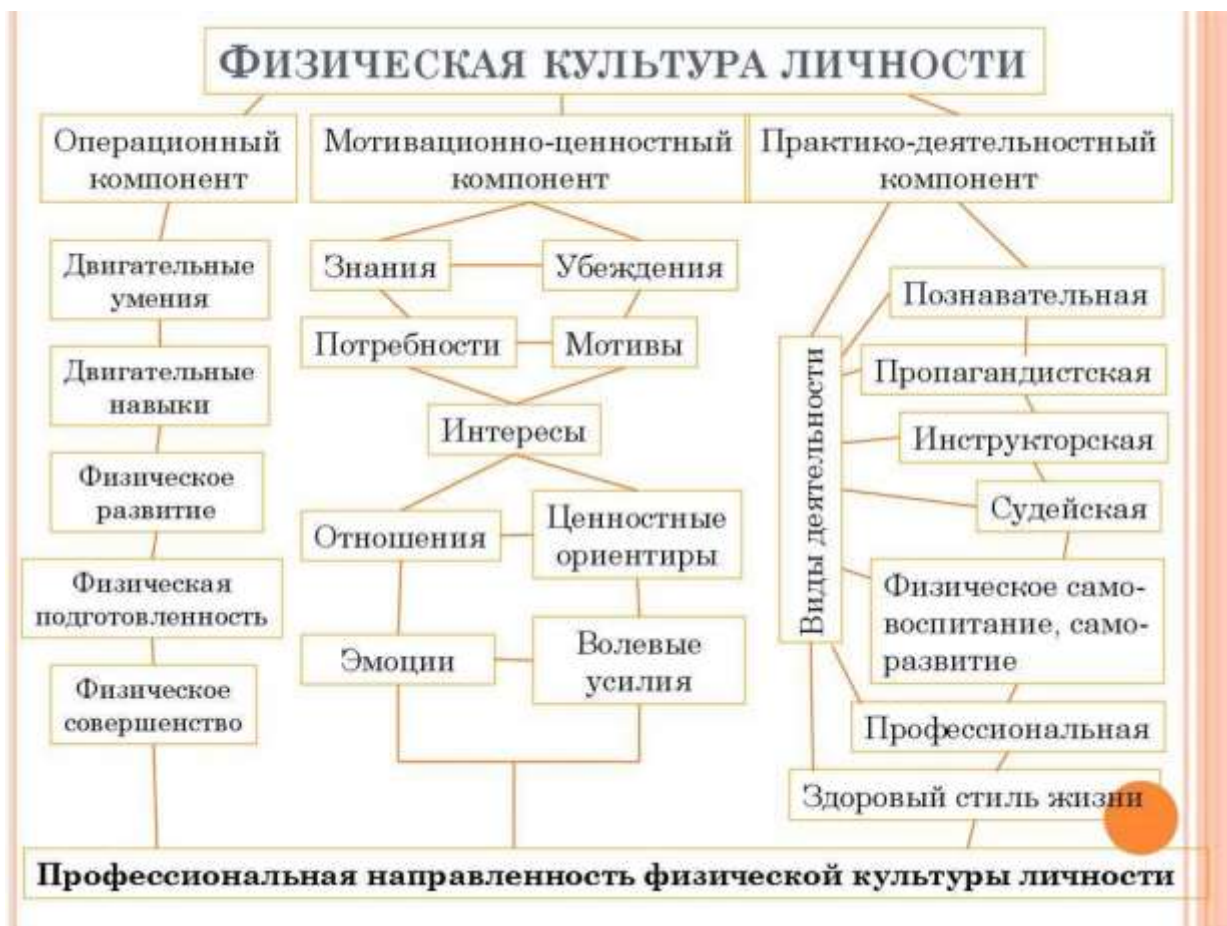 ФИЗИЧЕСКАЯ КУЛЬТУРА ЛИЧНОСТИ
Операционный
компонент
Двигательные
умения
Двигательные
навыки
Физическое
развитие
Физическая
подготовленность
Физическое
совершенство
Мотивационно-ценностный
компонент
Знания
Убеждения
Потребности
Мотивы
Интересы
Отношения
Ценностные
ориентиры
Эмоции
Волевые
усилия
Практико-деятельностный
компонент
Виды деятельности
Познавательная
Пропагандистская
Инструкторская
Судейская
Физическое само-
воспитание, само-
развитие
Профессиональная
Здоровый стиль жизни
Профессиональная направленность физической культуры личности